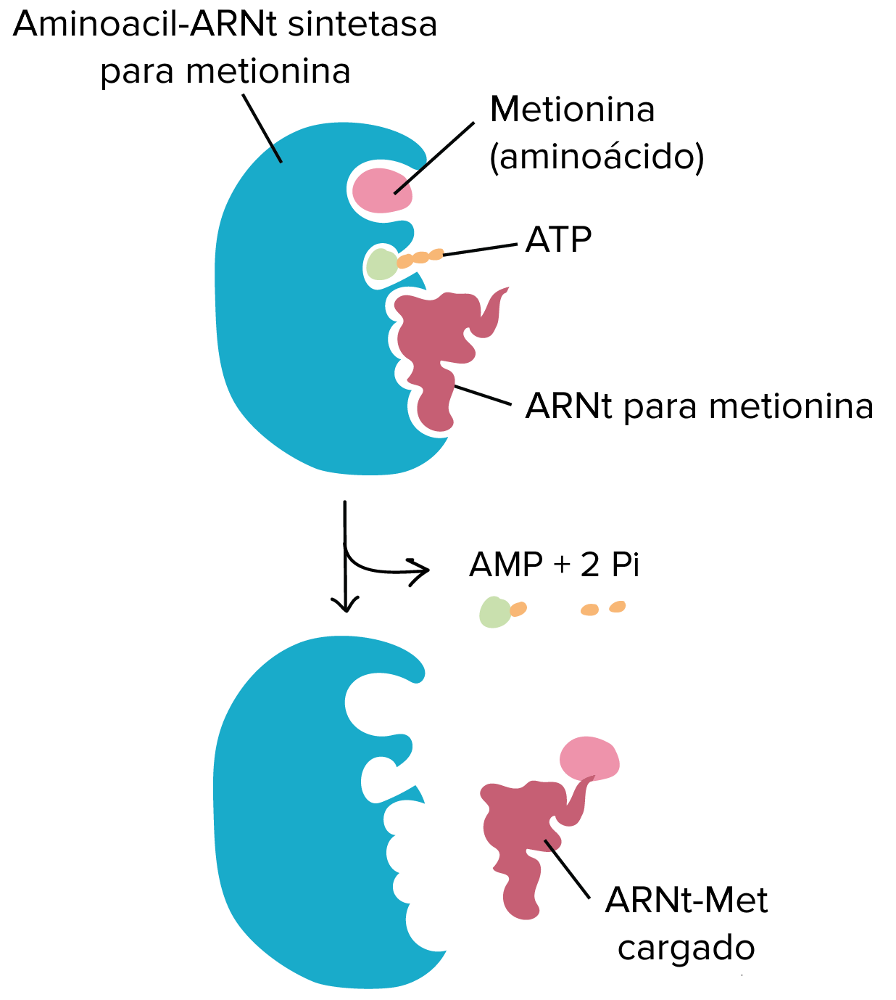 Aminoacil-ARNt sintetasa
para metionina
Metionina
(aminoácido)
ATP
ARNt para metionina
AMP + 2 Pi
ARNt-Met
cargado